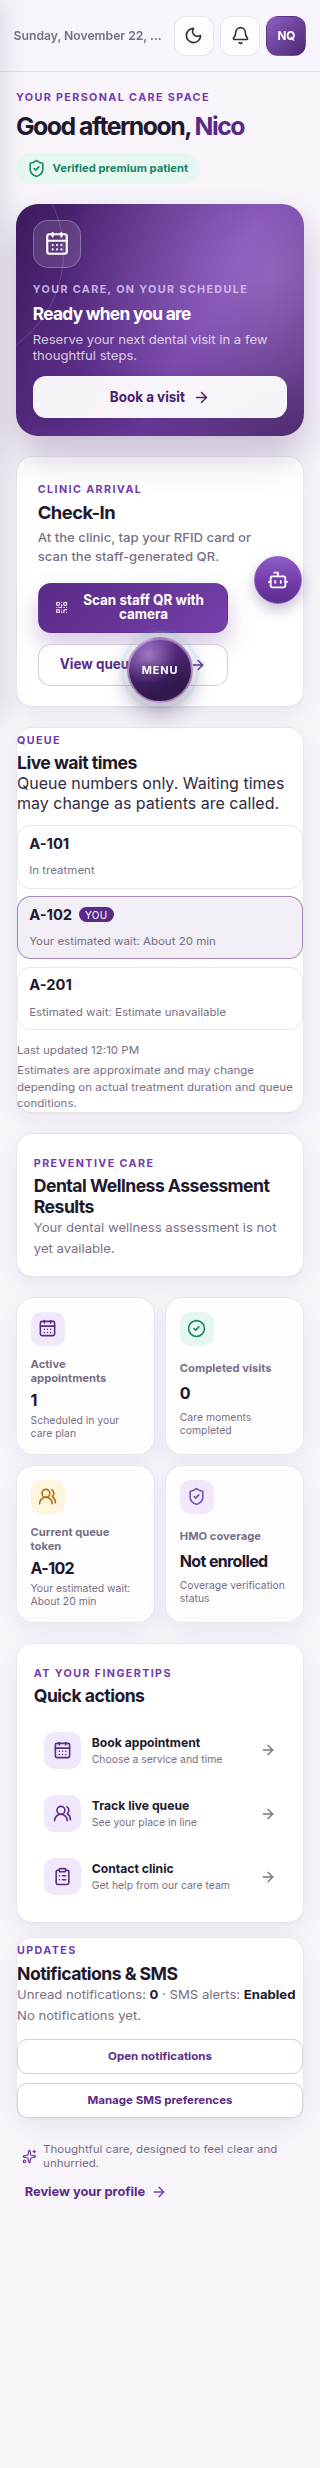 Sunday, November 22, ...
NQ
YOUR PERSONAL CARE SPACE
Good afternoon, Nico
Verified premium patient
YOUR CARE, ON YOUR SCHEDULE
Ready when you are
Reserve your next dental visit in a few
thoughtful steps.
Book a visit
CLINIC ARRIVAL
Check-In
At the clinic, tap your RFID card or
scan the staff-generated QR.
Scan staff QR with
camera
View queu
MENU
QUEUE
Live wait times
Queue numbers only. Waiting times
may change as patients are called.
A-101
In treatment
A-102 YOU
Your estimated wait: About 20 min
A-201
Estimated wait: Estimate unavailable
Last updated 12:10 PM
Estimates are approximate and may change
depending on actual treatment duration and queue
conditions.
PREVENTIVE CARE
Dental Wellness Assessment
Results
Your dental wellness assessment is not
yet available.
Active
appointments
1
Scheduled in your
care plan
Completed visits
0
Care moments
completed
Current queue
token
A-102
Your estimated wait:
About 20 min
HMO coverage
Not enrolled
Coverage verification
status
AT YOUR FINGERTIPS
Quick actions
Book appointment
Choose a service and time
Track live queue
See your place in line
Contact clinic
Get help from our care team
UPDATES
Notifications & SMS
Unread notifications: 0 · SMS alerts: Enabled
No notifications yet.
Open notifications
Manage SMS preferences
Thoughtful care, designed to feel clear and
unhurried.
Review your profile